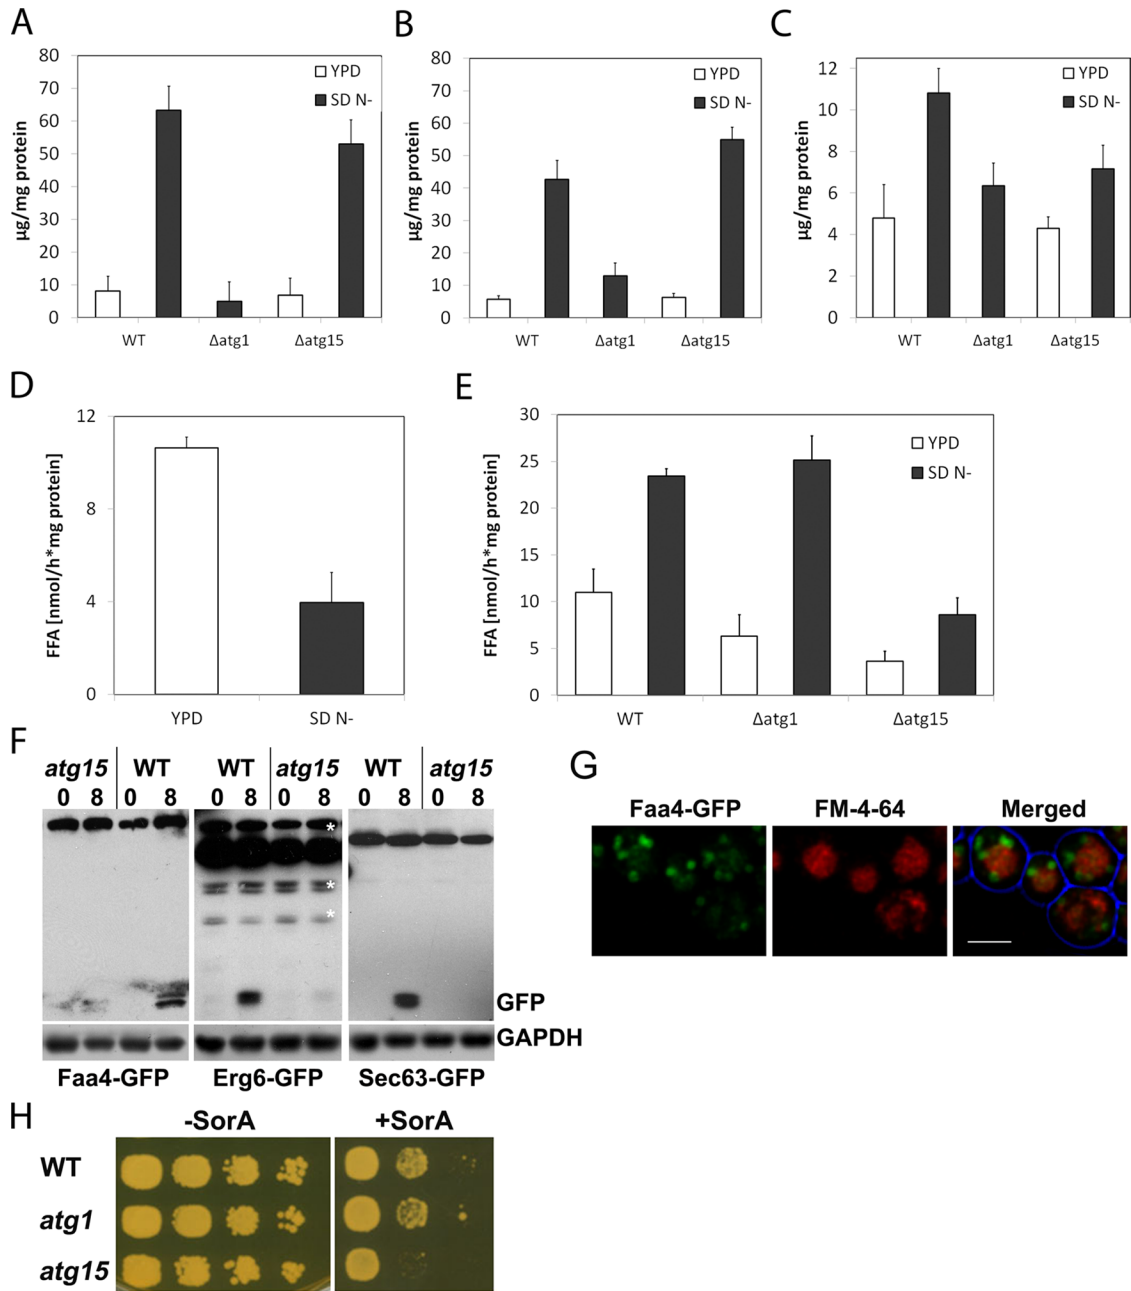 A
80
70
60
50
40
30
20
10
0
µg/mg protein
YPD
SD N-
WT
Δatg1
Δatg15
B
80
70
60
50
40
30
20
10
0
µg/mg protein
YPD
SD N-
WT
Δatg1
Δatg15
C
12
10
8
6
4
2
0
µg/mg protein
YPD
SD N-
WT
Δatg1
Δatg15
D
12
8
4
0
FFA [nmol/h*mg protein]
YPD
SD N-
E
30
25
20
15
10
5
0
FFA [nmol/h*mg protein]
YPD
SD N-
WT
Δatg1
Δatg15
F
atg15 WT
0 8 0 8
WT atg15
0 8 0 8
WT atg15
0 8 0 8
*
*
*
GFP
GAPDH
Faa4-GFP Erg6-GFP Sec63-GFP
G
Faa4-GFP FM-4-64 Merged
H
-SorA +SorA
WT
atg1
atg15